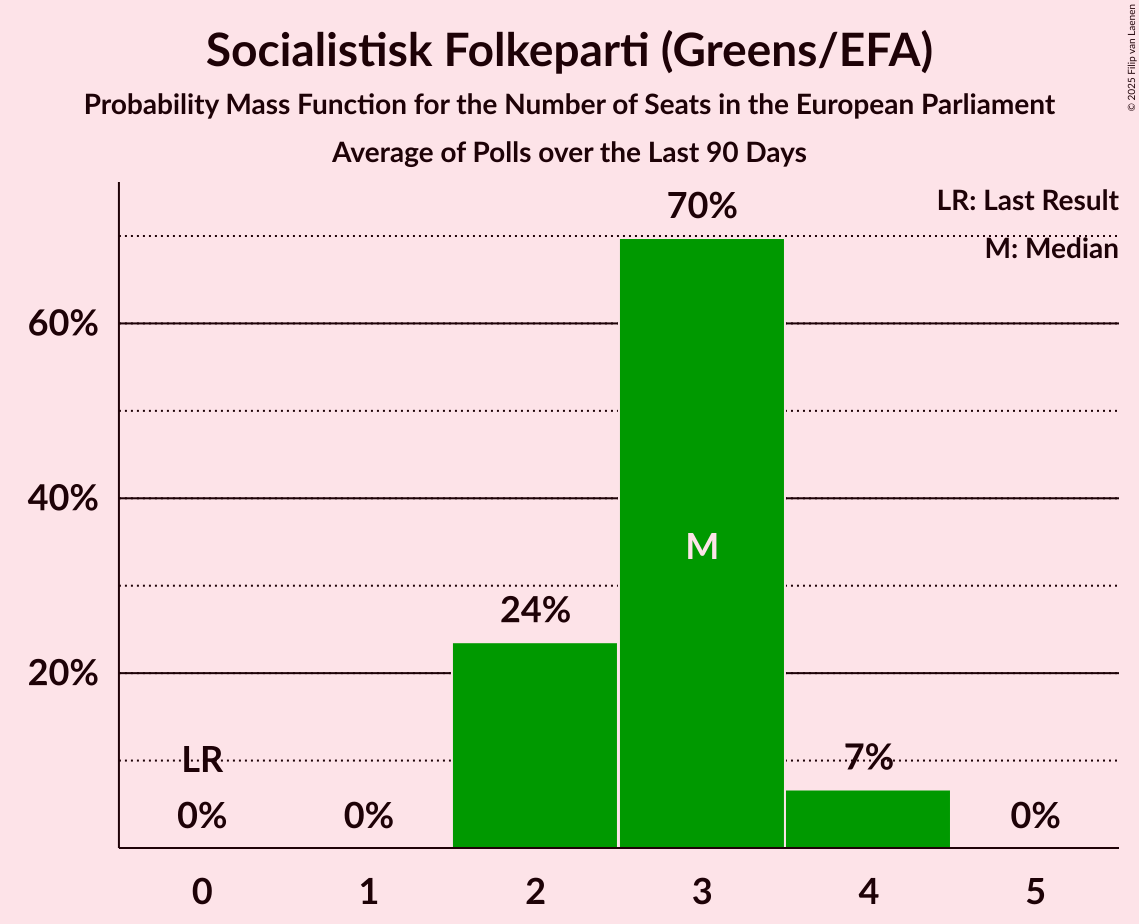 Socialistisk Folkeparti (Greens/EFA)
Probability Mass Function for the Number of Seats in the European Parliament
Average of Polls over the Last 90 Days
© 2025 Filip van Laenen
LR: Last Result
M: Median
70%
60%
40%
M
24%
20%
LR
7%
0%
0%
0%
0
1
2
3
4
5